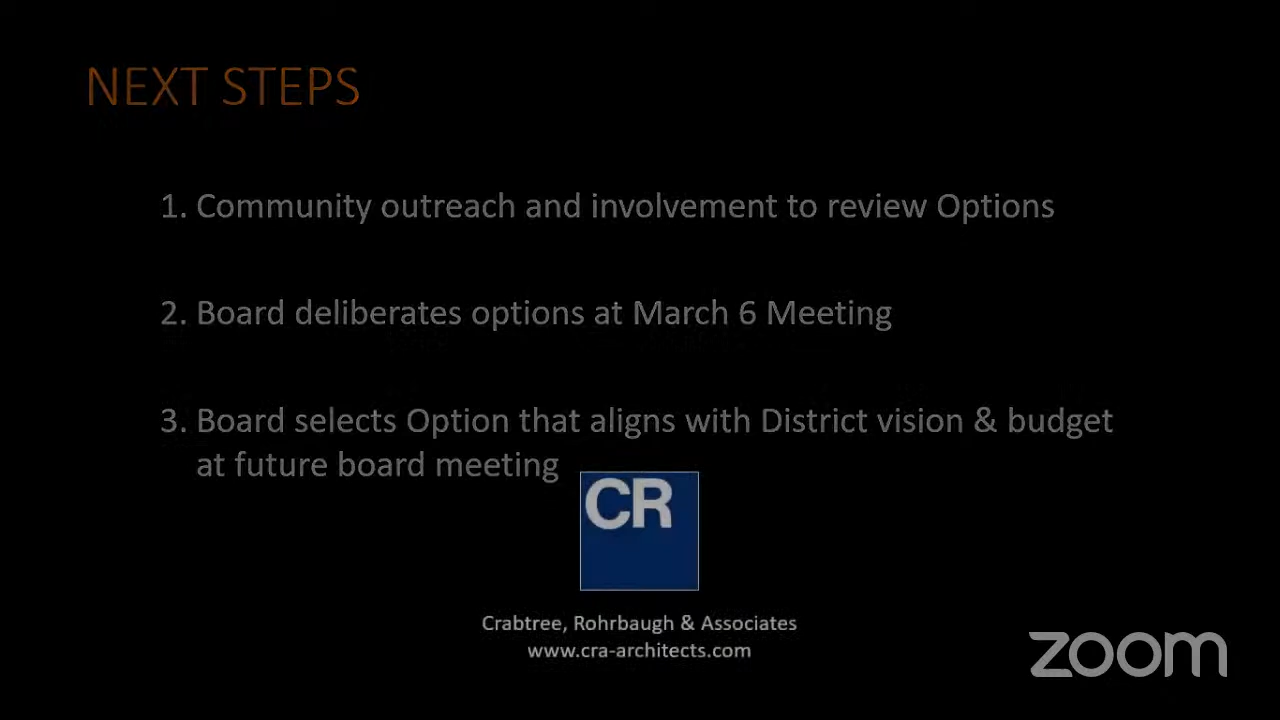 NEXT STEPS
1. Community outreach and involvement to review Options
2. Board deliberates options at March 6 Meeting
3. Board selects Option that aligns with District vision & budget
at future board meeting
CR
Crabtree, Rohrbaugh & Associates
www.cra-architects.com
zoom